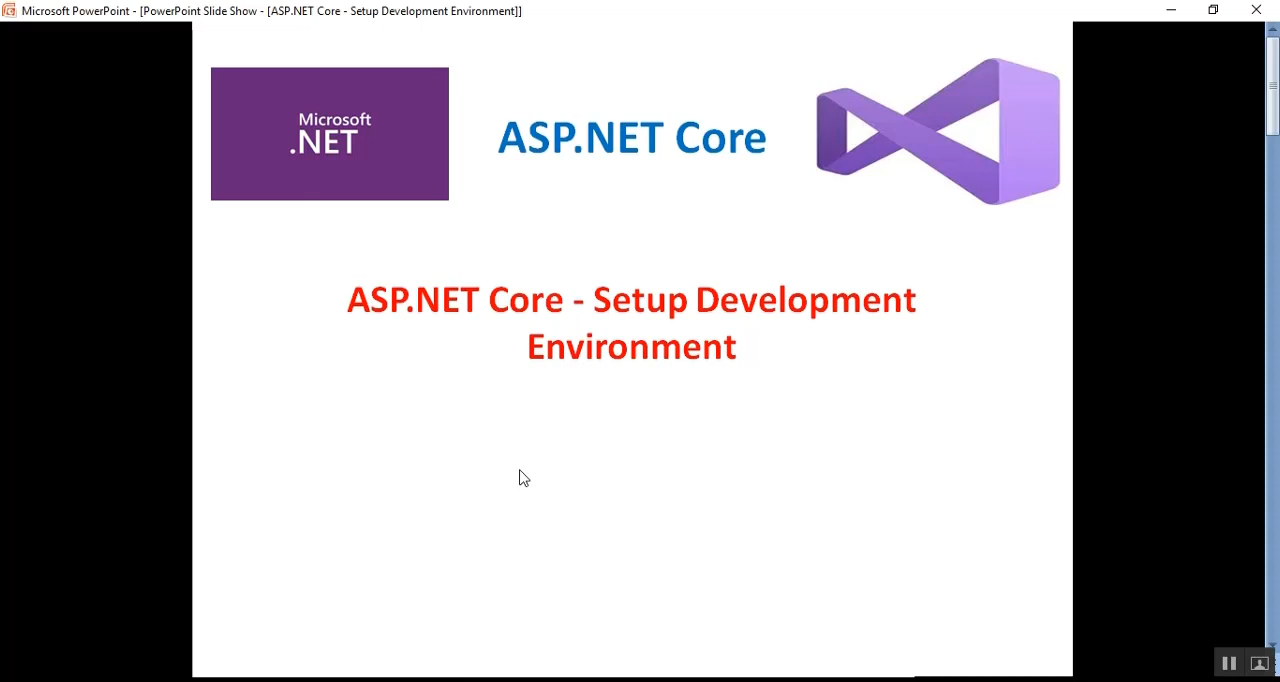 Microsoft PowerPoint - [PowerPoint Slide Show - [ASP.NET Core - Setup Development Environment]]
Microsoft
.NET
ASP.NET Core
ASP.NET Core - Setup Development
Environment